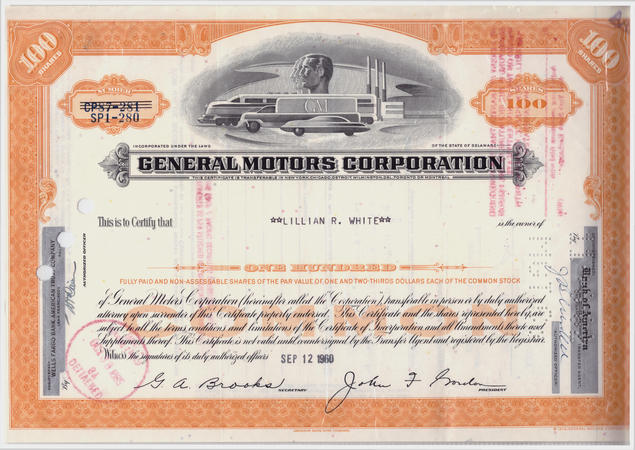 100
SHARES
100
SHARES
NUMBER
CP87-281
SP1-280
GM
SHARES
100
INCORPORATED UNDER THE LAWS
OF THE STATE OF DELAWARE
GENERAL MOTORS CORPORATION
THIS CERTIFICATE IS TRANSFERABLE IN NEW YORK, CHICAGO, DETROIT, WILMINGTON, DEL., TORONTO OR MONTREAL
This is to Certify that
**LILLIAN R. WHITE**
is the owner of
ONE HUNDRED
FULLY PAID AND NON-ASSESSABLE SHARES OF THE PAR VALUE OF ONE AND TWO-THIRDS DOLLARS EACH OF THE COMMON STOCK
of General Motors Corporation (hereinafter called the Corporation), transferable in person or by duly authorized
attorney upon surrender of this Certificate properly endorsed. This Certificate and the shares represented hereby, are
subject to all the terms, conditions and limitations of the Certificate of Incorporation and all Amendments thereto and
Supplements thereof. This Certificate is not valid until countersigned by the Transfer Agent and registered by the Registrar.
Witness the signatures of its duly authorized officers
SEP 12 1960
G. A. Brooks
SECRETARY
John F Gordon
PRESIDENT
AUTHORIZED OFFICER
WELLS FARGO BANK AMERICAN TRUST COMPANY
By
Bank of America
TRANSFER AGENT
AUTHORIZED OFFICER